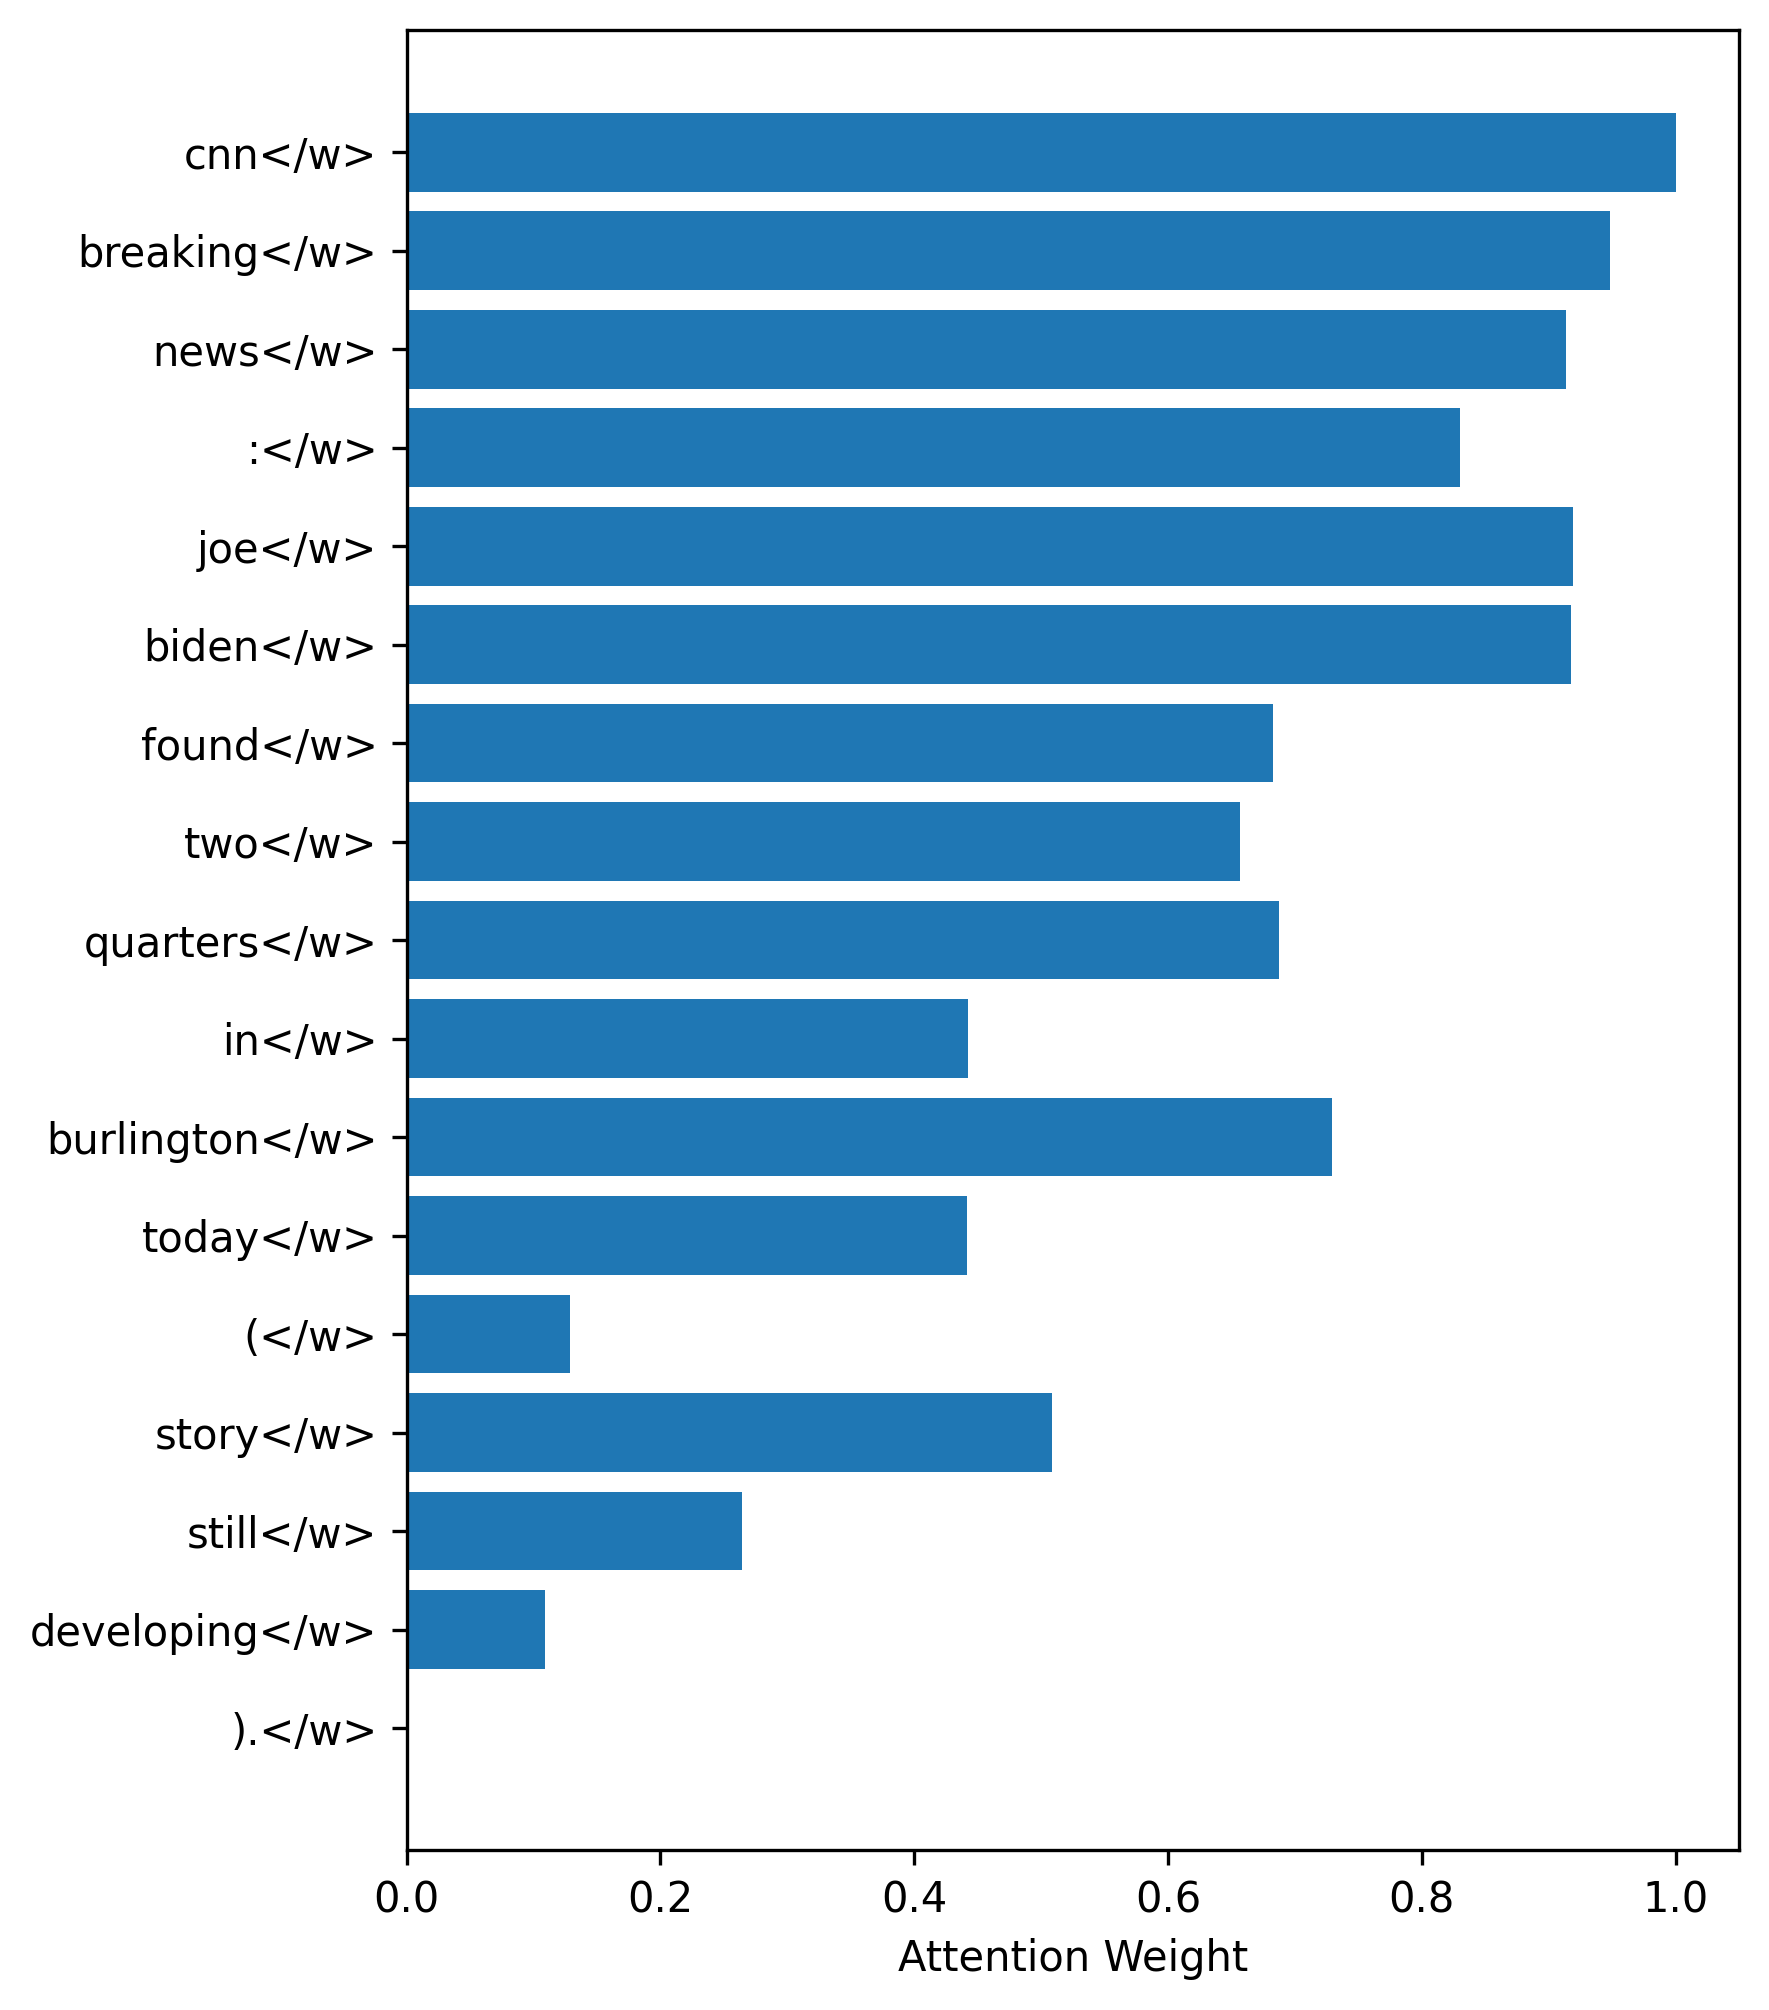 cnn</w>
breaking</w>
news</w>
:</w>
joe</w>
biden</w>
found</w>
two</w>
quarters</w>
in</w>
burlington</w>
today</w>
(</w>
story</w>
still</w>
developing</w>
).</w>
0.0 0.2 0.4 0.6 0.8 1.0
Attention Weight